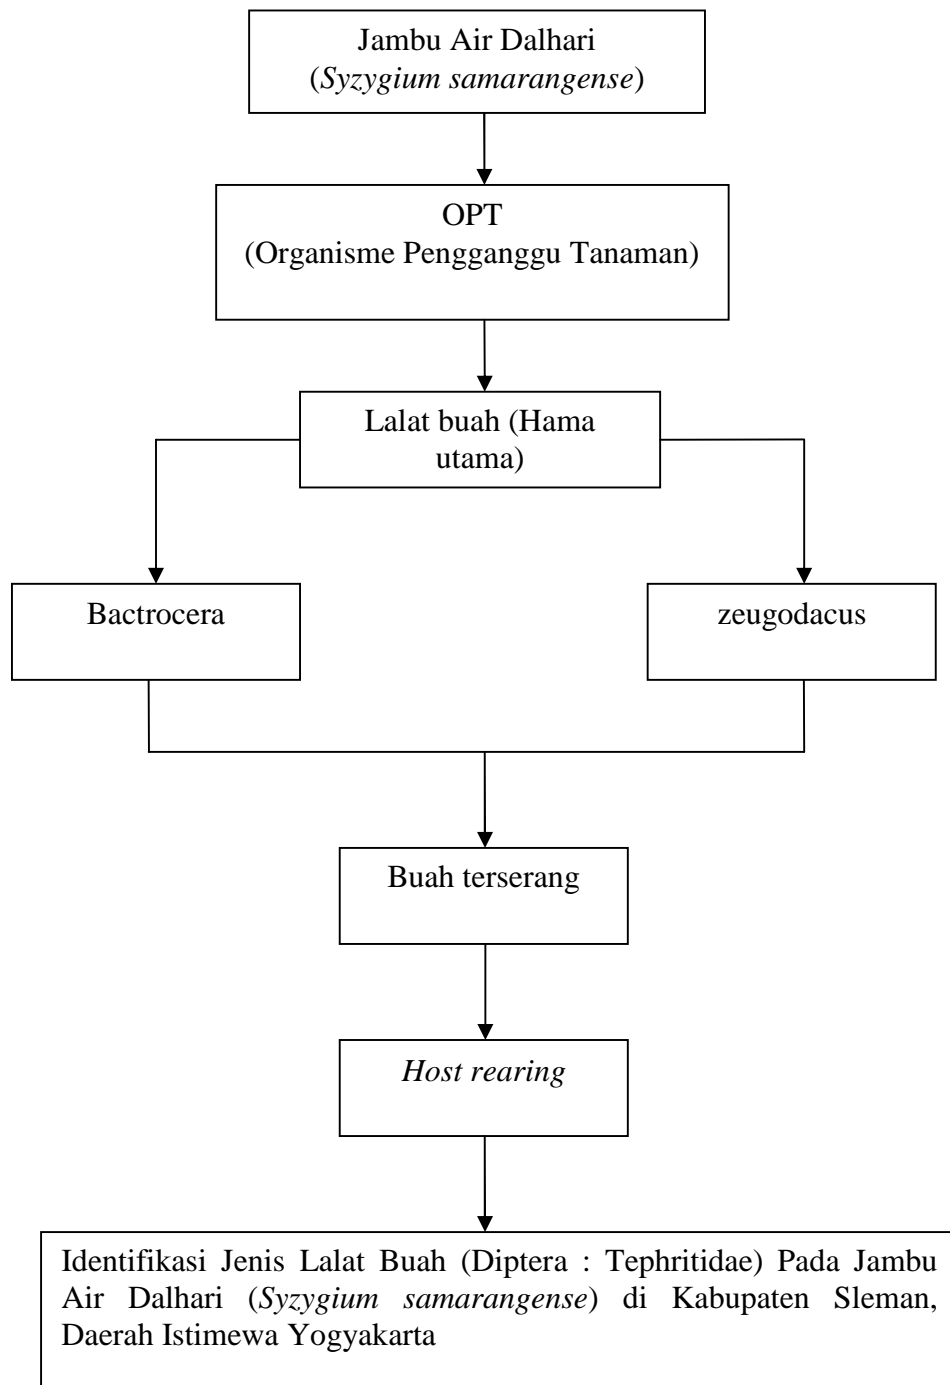 Jambu Air Dalhari
(Syzygium samarangense)
OPT
(Organisme Pengganggu Tanaman)
Lalat buah (Hama
utama)
Bactrocera
zeugodacus
Buah terserang
Host rearing
Identifikasi Jenis Lalat Buah (Diptera : Tephritidae) Pada Jambu
Air Dalhari (Syzygium samarangense) di Kabupaten Sleman,
Daerah Istimewa Yogyakarta